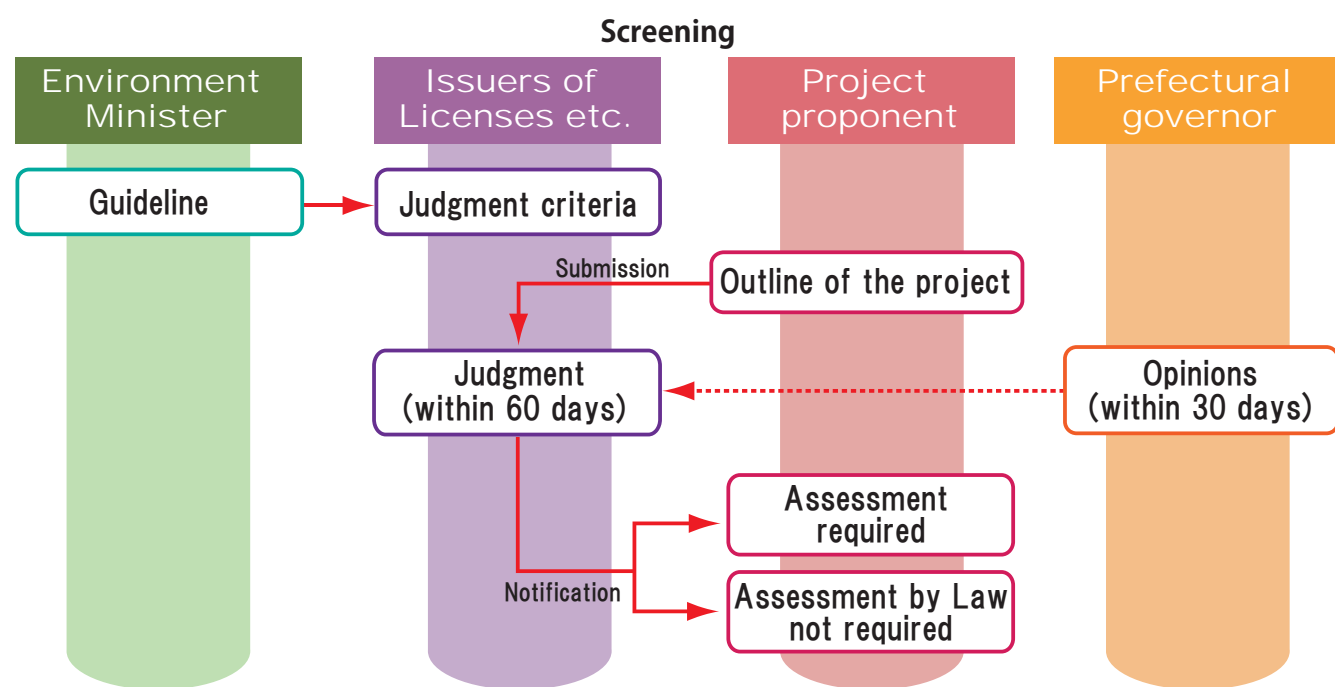 Screening
Environment
Minister
Issuers of
Licenses etc.
Project
proponent
Prefectural
governor
Guideline
Judgment criteria
Submission
Outline of the project
Judgment
(within 60 days)
Opinions
(within 30 days)
Assessment
required
Notification
Assessment by Law
not required